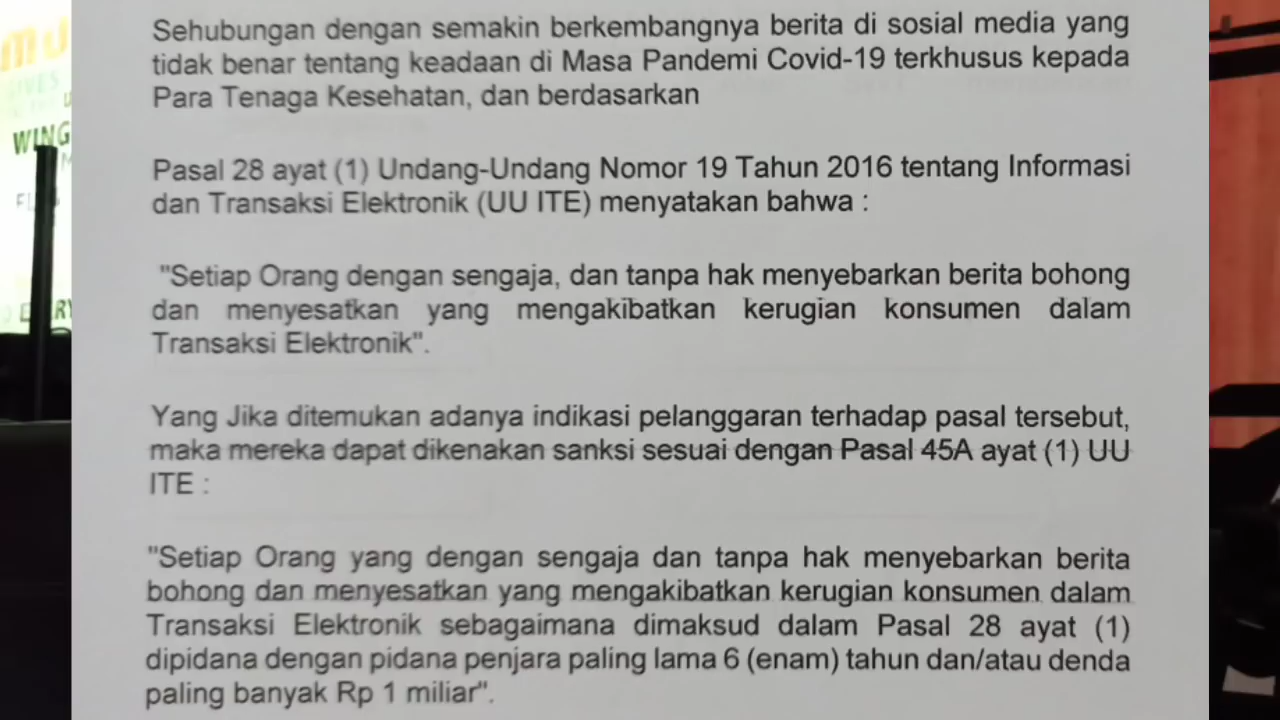 WING
Sehubungan dengan semakin berkembangnya berita di sosial media yang
tidak benar tentang keadaan di Masa Pandemi Covid-19 terkhusus kepada
Para Tenaga Kesehatan, dan berdasarkan
Pasal 28 ayat (1) Undang-Undang Nomor 19 Tahun 2016 tentang Informasi
dan Transaksi Elektronik (UU ITE) menyatakan bahwa :
"Setiap Orang dengan sengaja, dan tanpa hak menyebarkan berita bohong
dan menyesatkan yang mengakibatkan kerugian konsumen dalam
Transaksi Elektronik".
Yang Jika ditemukan adanya indikasi pelanggaran terhadap pasal tersebut,
maka mereka dapat dikenakan sanksi sesuai dengan Pasal 45A ayat (1) UU
ITE :
"Setiap Orang yang dengan sengaja dan tanpa hak menyebarkan berita
bohong dan menyesatkan yang mengakibatkan kerugian konsumen dalam
Transaksi Elektronik sebagaimana dimaksud dalam Pasal 28 ayat (1)
dipidana dengan pidana penjara paling lama 6 (enam) tahun dan/atau denda
paling banyak Rp 1 miliar".